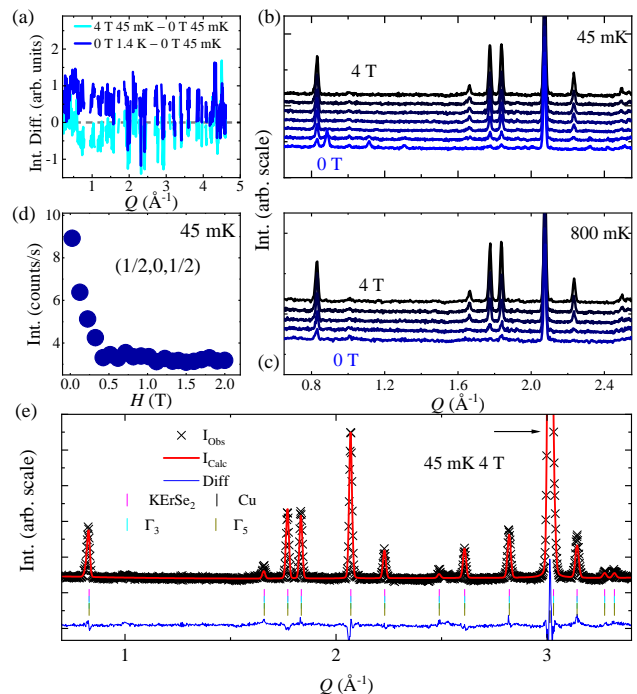 (a)
4 T 45 mK – 0 T 45 mK
0 T 1.4 K – 0 T 45 mK
Int. Diff. (arb. units)
1
0
-1
1 2 3 4 5
Q (Å⁻¹)
(b)
45 mK
4 T
0 T
Int. (arb. scale)
(d)
45 mK
(1/2,0,1/2)
Int. (counts/s)
8
6
4
0.0 0.5 1.0 1.5 2.0
H (T)
800 mK
4 T
0 T
(c)
0.8 1.2 1.6 2.0 2.4
Q (Å⁻¹)
(e)
I_Obs
I_Calc
Diff
KErSe₂ Cu
Γ₃ Γ₅
45 mK 4 T
Int. (arb. scale)
1 2 3
Q (Å⁻¹)